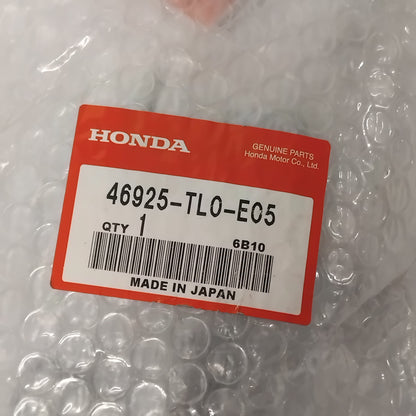 HONDA
GENUINE PARTS
Honda Motor Co., Ltd.
46925-TL0-E05
QTY 1
6B10
MADE IN JAPAN